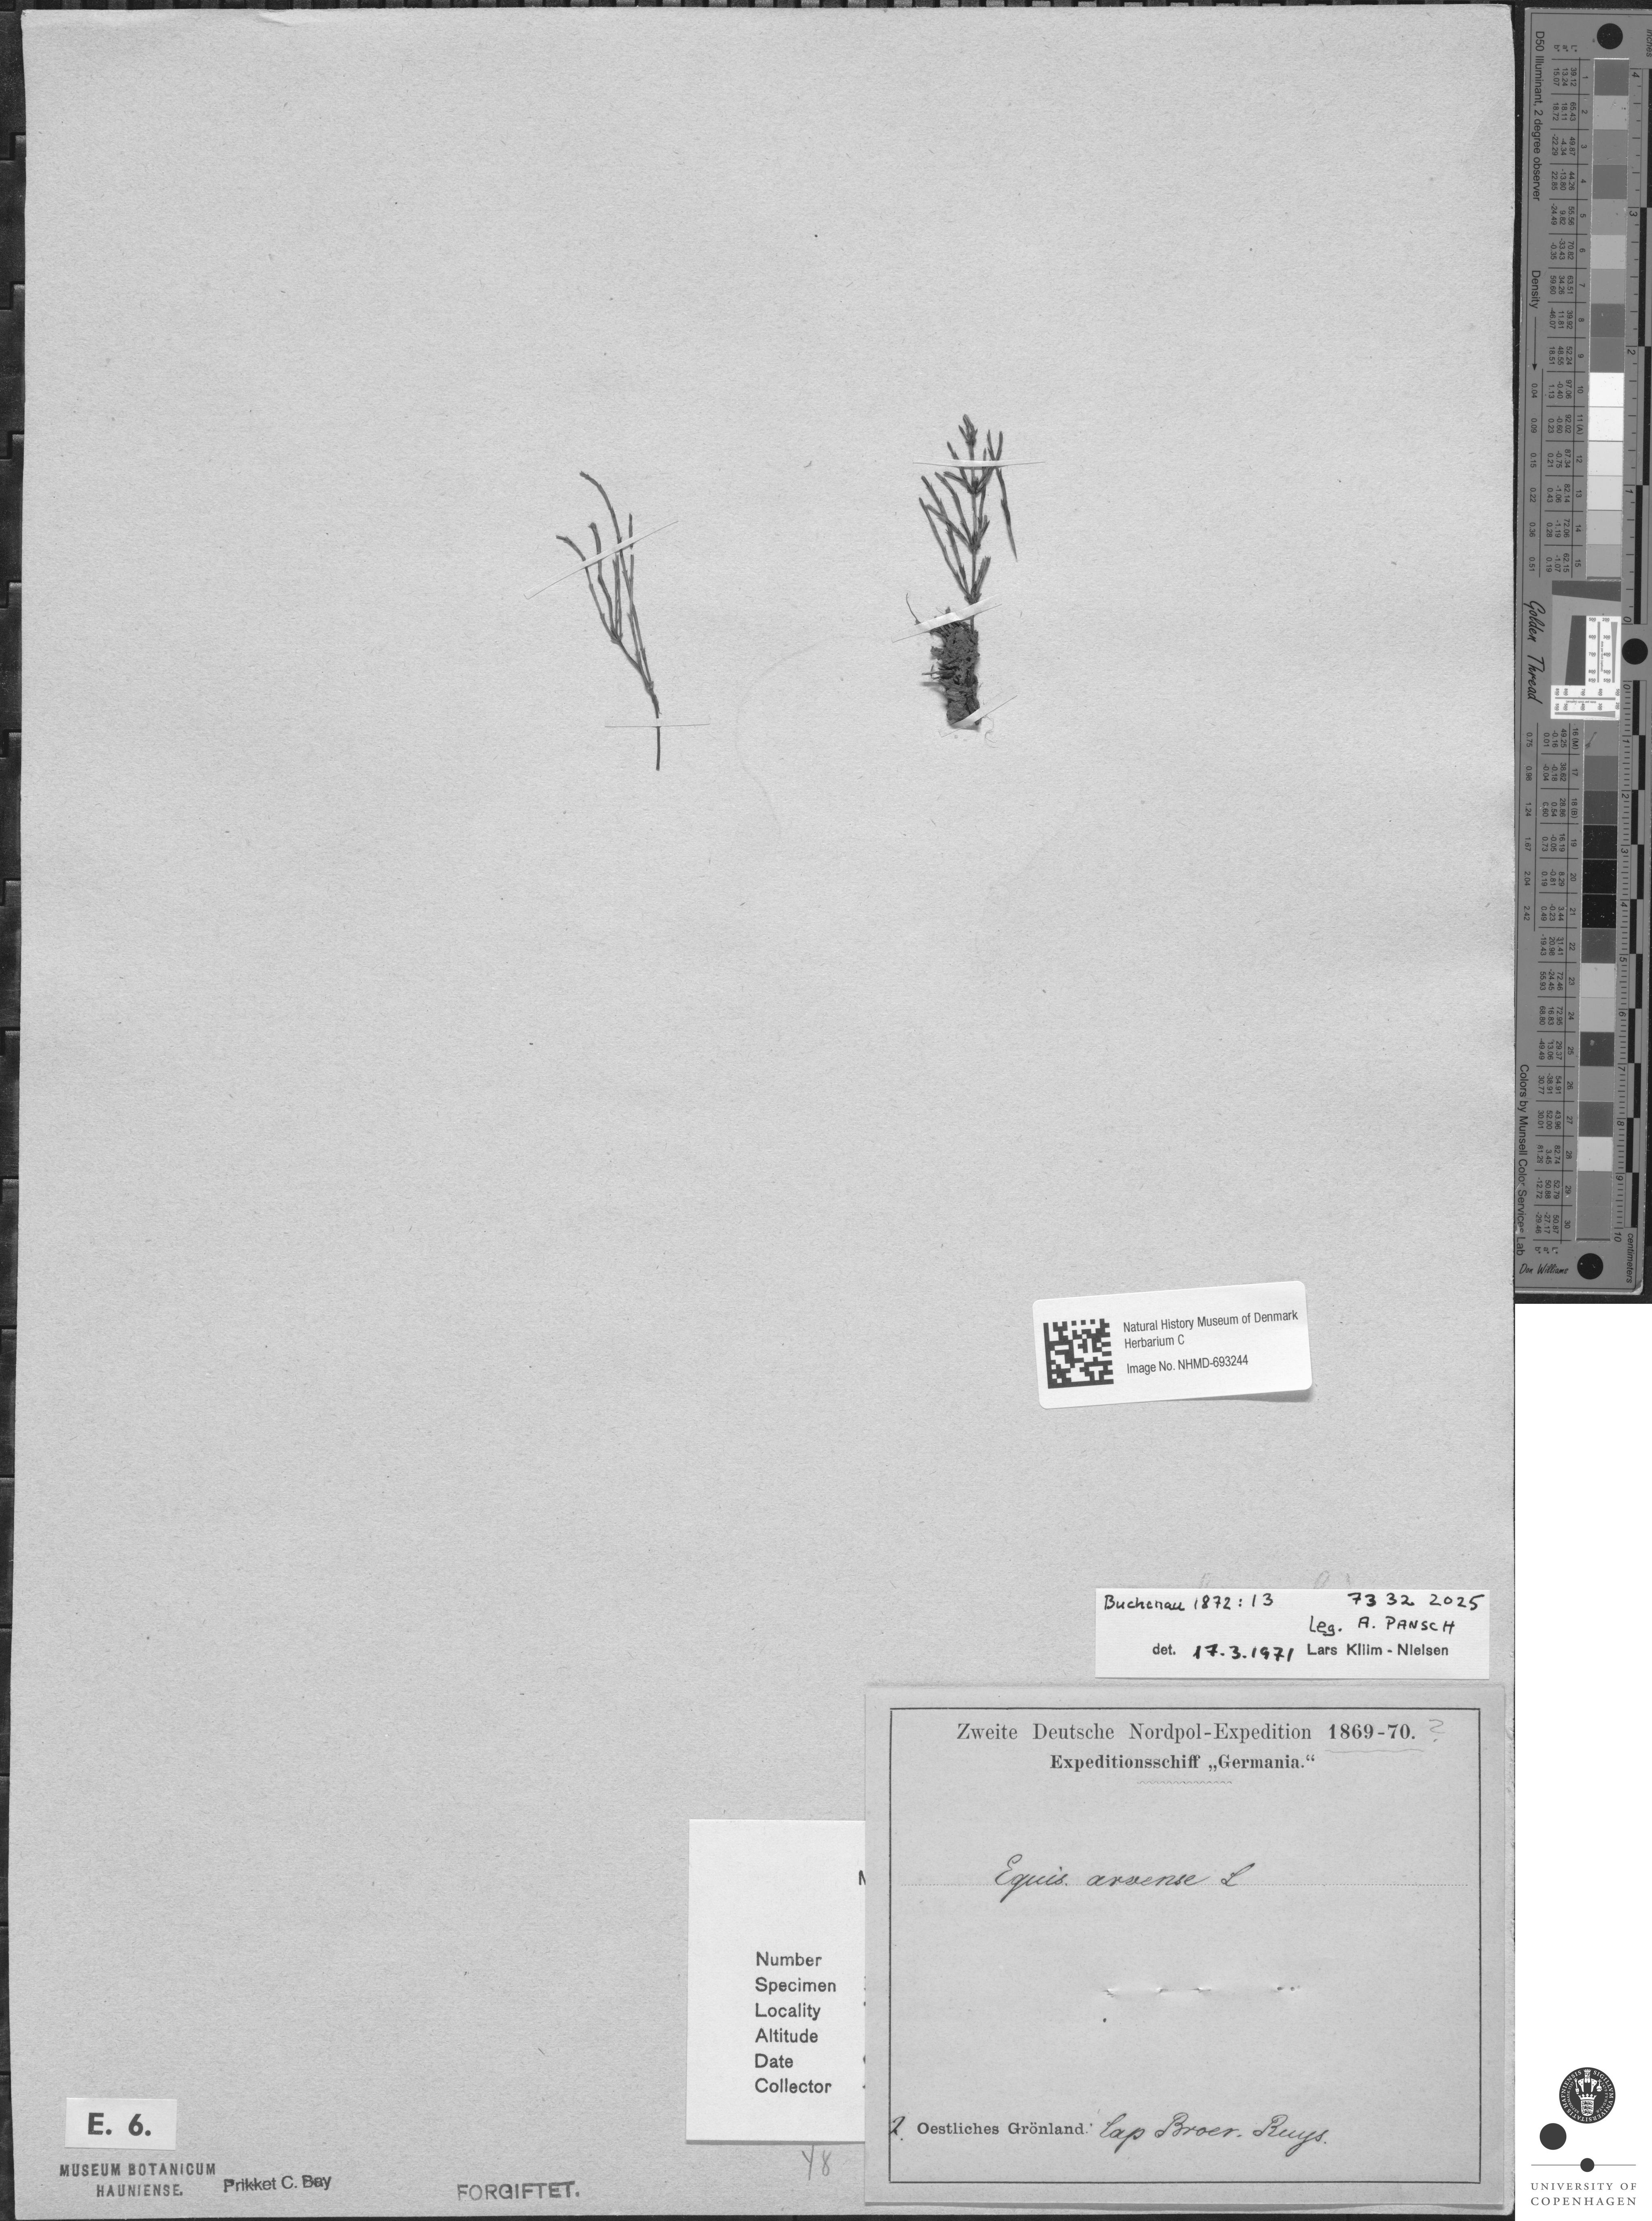 Natural History Museum of Denmark
Herbarium C
Image No. NHMD-693244
Buchenau 1872:13 73 32 2025
leg. A. PANSCH
det. 17.3.1971 Lars Kliim - Nielsen
Zweite Deutsche Nordpol-Expedition 1869-70. ?
Expeditionsschiff „Germania.“
Equis. arvense L
2. Oestliches Grönland: Cap Broer. Ruys.
Number
Specimen
Locality
Altitude
Date
Collector
Y8
E. 6.
MUSEUM BOTANICUM
HAUNIENSE.
Prikket C. Bay
FORGIFTET.
D50 Illuminant, 2 degree observer
Density
Golden Thread
Colors by Munsell Color Services Lab
Don Williams
inches
centimeters
UNIVERSITY OF
COPENHAGEN